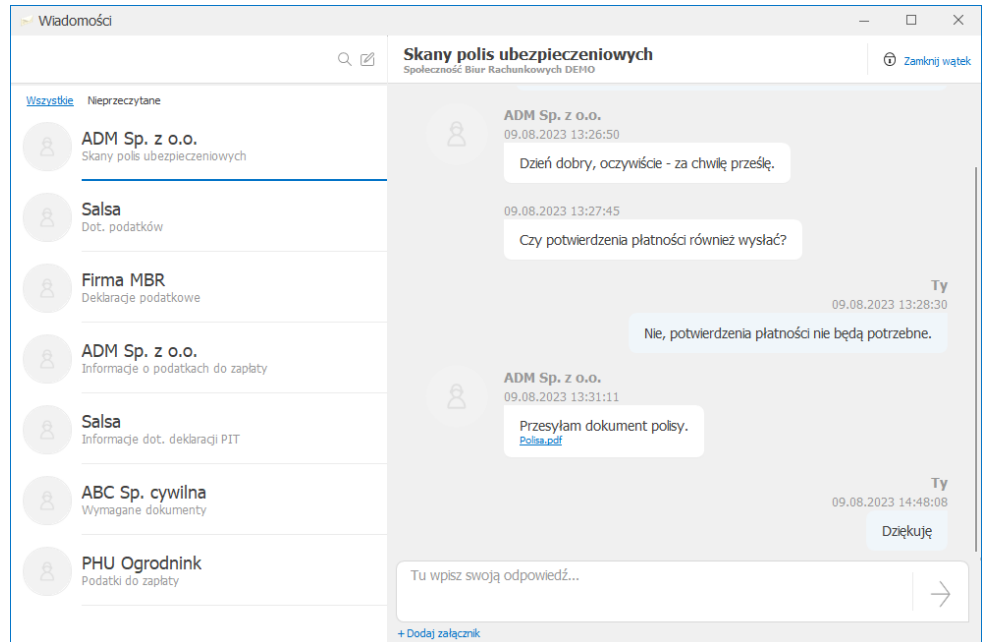 Wiadomości
Wszystkie Nieprzeczytane
ADM Sp. z o.o.
Skany polis ubezpieczeniowych
Salsa
Dot. podatków
Firma MBR
Deklaracje podatkowe
ADM Sp. z o.o.
Informacje o podatkach do zapłaty
Salsa
Informacje dot. deklaracji PIT
ABC Sp. cywilna
Wymagane dokumenty
PHU Ogrodnink
Podatki do zapłaty
Skany polis ubezpieczeniowych
Społeczność Biur Rachunkowych DEMO
Zamknij wątek
ADM Sp. z o.o.
09.08.2023 13:26:50
Dzień dobry, oczywiście - za chwilę prześlę.
09.08.2023 13:27:45
Czy potwierdzenia płatności również wysłać?
Ty
09.08.2023 13:28:30
Nie, potwierdzenia płatności nie będą potrzebne.
ADM Sp. z o.o.
09.08.2023 13:31:11
Przesyłam dokument polisy.
Polisa.pdf
Ty
09.08.2023 14:48:08
Dziękuję
Tu wpisz swoją odpowiedź...
+ Dodaj załącznik